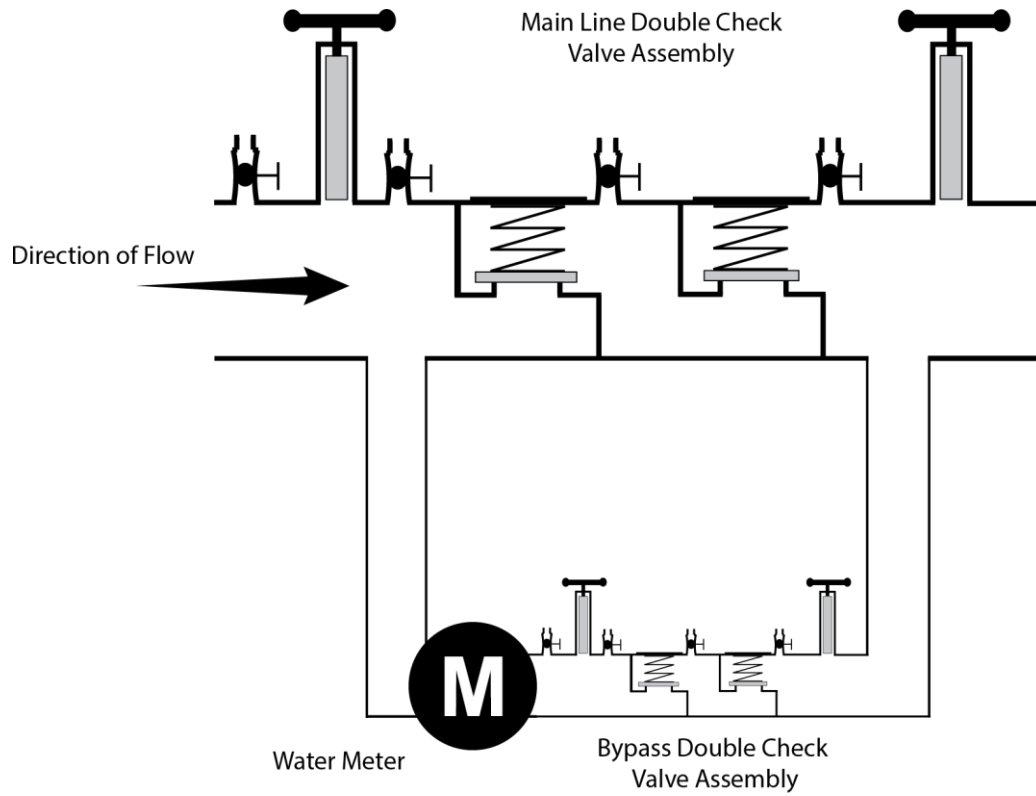 Main Line Double Check
Valve Assembly
Direction of Flow
M
Water Meter
Bypass Double Check
Valve Assembly